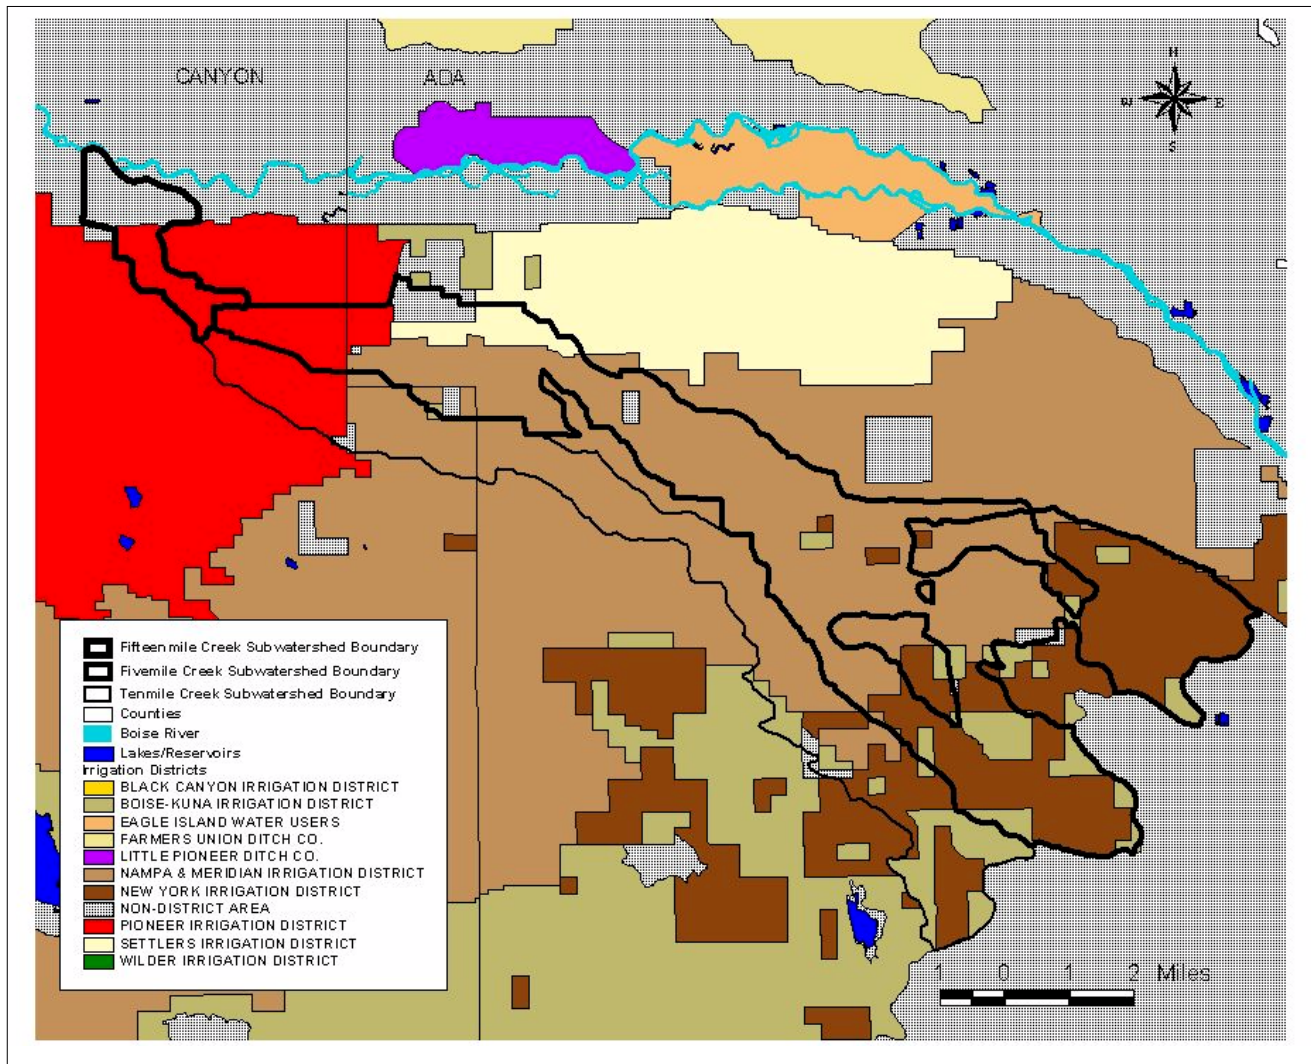 CANYON ADA
N
W E
S
Fifteenmile Creek Subwatershed Boundary
Fivemile Creek Subwatershed Boundary
Tenmile Creek Subwatershed Boundary
Counties
Boise River
Lakes/Reservoirs
Irrigation Districts
BLACK CANYON IRRIGATION DISTRICT
BOISE-KUNA IRRIGATION DISTRICT
EAGLE ISLAND WATER USERS
FARMERS UNION DITCH CO.
LITTLE PIONEER DITCH CO.
NAMPA & MERIDIAN IRRIGATION DISTRICT
NEW YORK IRRIGATION DISTRICT
NON-DISTRICT AREA
PIONEER IRRIGATION DISTRICT
SETTLERS IRRIGATION DISTRICT
WILDER IRRIGATION DISTRICT
1 0 1 2 Miles